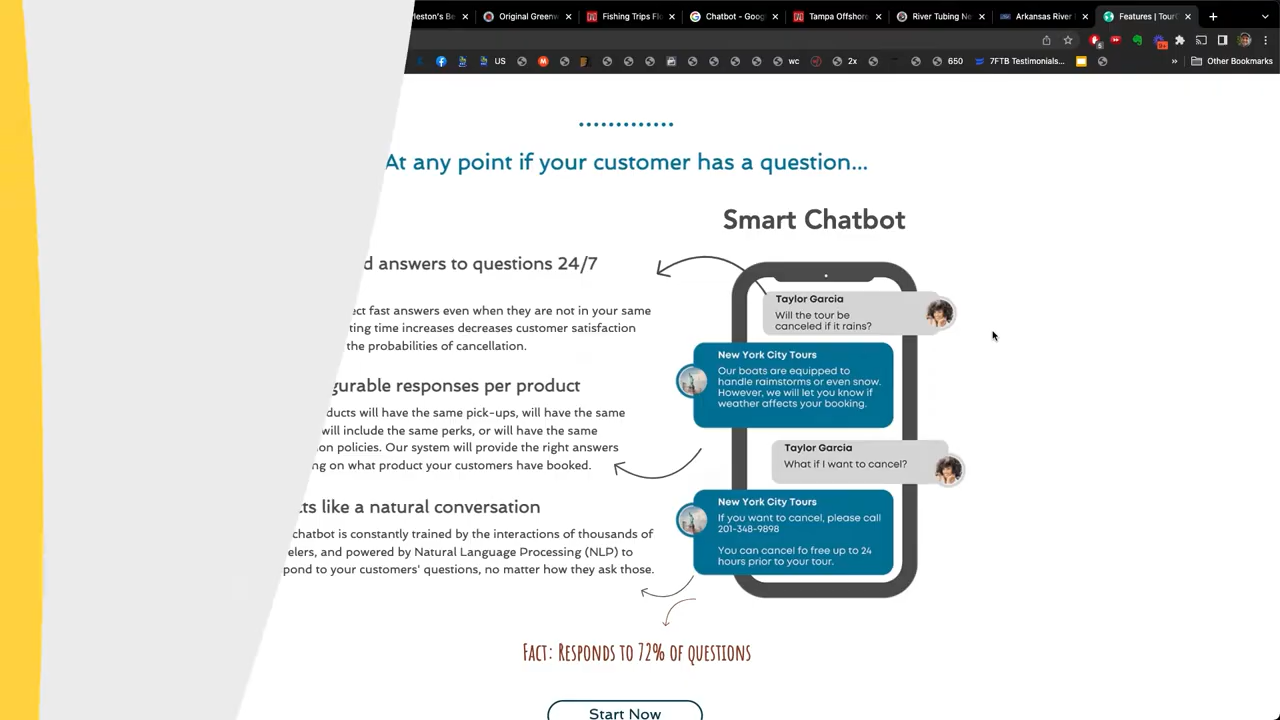 rleston's Be
Original Greenw
Fishing Trips Fl
Chatbot - Goog
Tampa Offshore
River Tubing Ne
Arkansas River
Features | Tour
US
wc
2x
650
7FTB Testimonials...
Other Bookmarks
At any point if your customer has a question...
Smart Chatbot
d answers to questions 24/7
ect fast answers even when they are not in your same
ting time increases decreases customer satisfaction
the probabilities of cancellation.
gurable responses per product
ducts will have the same pick-ups, will have the same
will include the same perks, or will have the same
on policies. Our system will provide the right answers
ng on what product your customers have booked.
cts like a natural conversation
chatbot is constantly trained by the interactions of thousands of
elers, and powered by Natural Language Processing (NLP) to
pond to your customers' questions, no matter how they ask those.
Taylor Garcia
Will the tour be
canceled if it rains?
New York City Tours
Our boats are equipped to
handle raimstorms or even snow.
However, we will let you know if
weather affects your booking.
Taylor Garcia
What if I want to cancel?
New York City Tours
If you want to cancel, please call
201-348-9898
You can cancel fo free up to 24
hours prior to your tour.
Fact: Responds to 72% of questions
Start Now